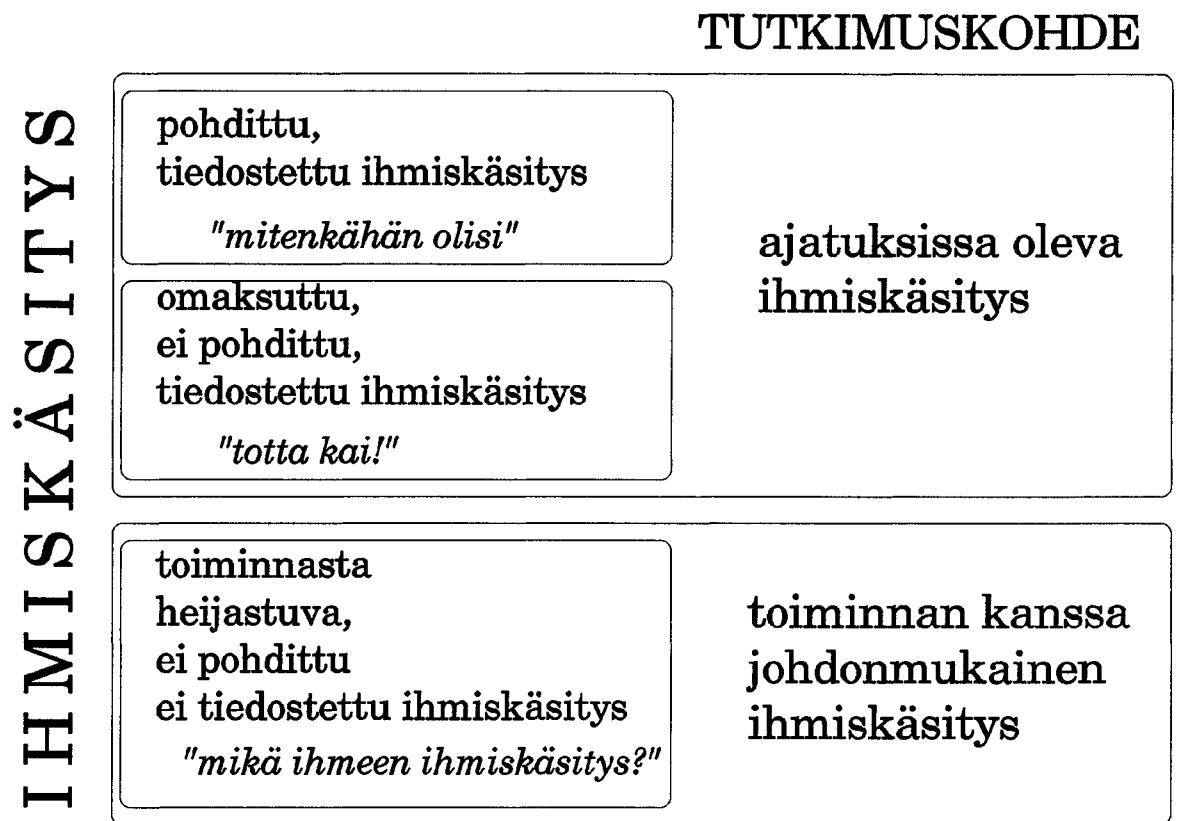 TUTKIMUSKOHDE
IHMISKÄSITYS
pohdittu,
tiedostettu ihmiskäsitys
"mitenkähän olisi"
omaksuttu,
ei pohdittu,
tiedostettu ihmiskäsitys
"totta kai!"
ajatuksissa oleva
ihmiskäsitys
toiminnasta
heijastuva,
ei pohdittu
ei tiedostettu ihmiskäsitys
"mikä ihmeen ihmiskäsitys?"
toiminnan kanssa
johdonmukainen
ihmiskäsitys